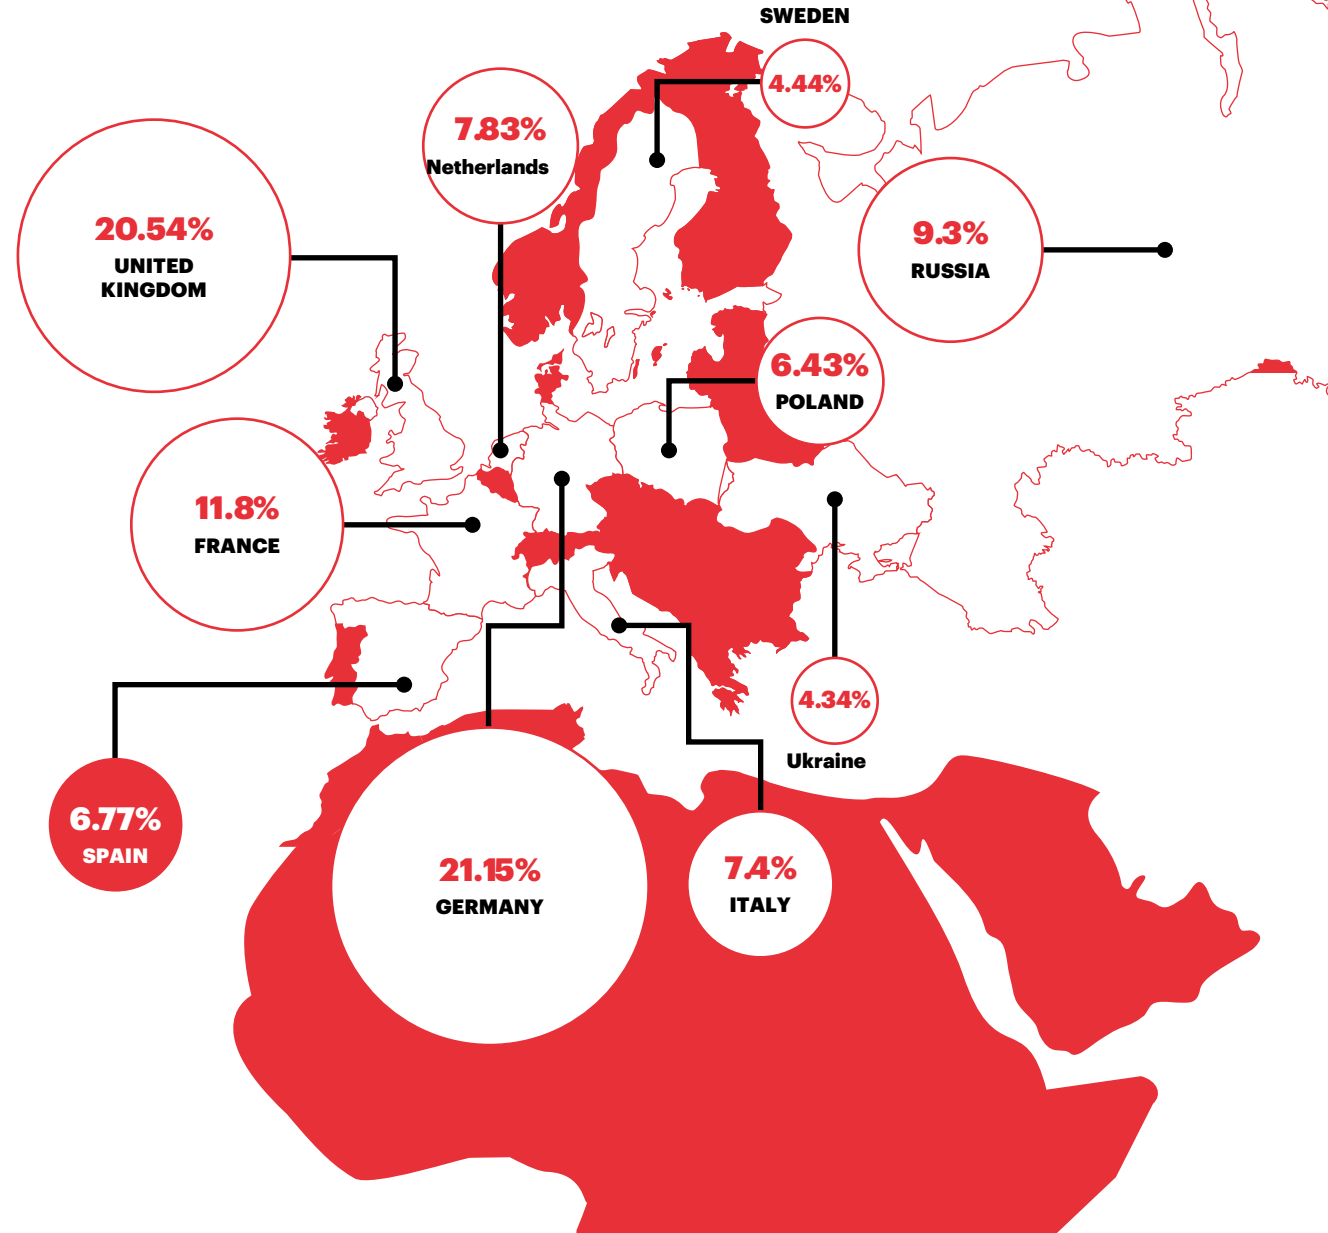 SWEDEN
4.44%
7.83%
Netherlands
20.54%
UNITED
KINGDOM
9.3%
RUSSIA
6.43%
POLAND
11.8%
FRANCE
4.34%
Ukraine
6.77%
SPAIN
21.15%
GERMANY
7.4%
ITALY